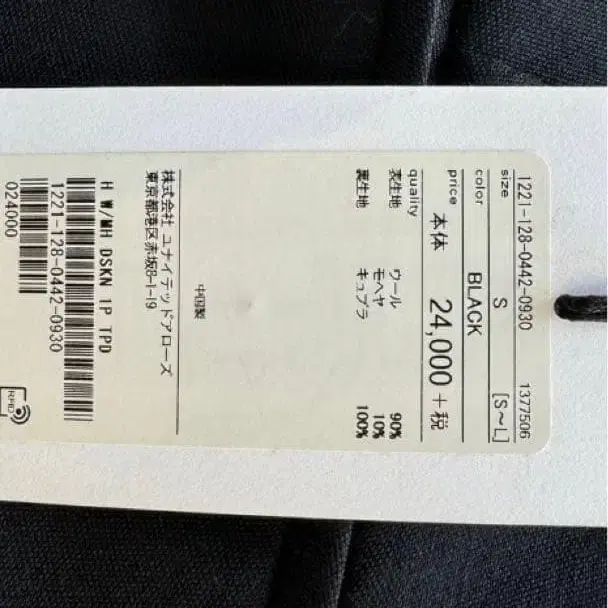 1221-128-0442-0930 1377506
size S [S~L]
color BLACK
price 本体 24,000 +税
quality
表生地 ウール 90%
モヘヤ 10%
裏生地 キュプラ 100%
中国製
株式会社 ユナイテッドアローズ
東京都港区赤坂8-1-19
H W/MH DSKN 1P TPD
1221-128-0442-0930
024000
RFID